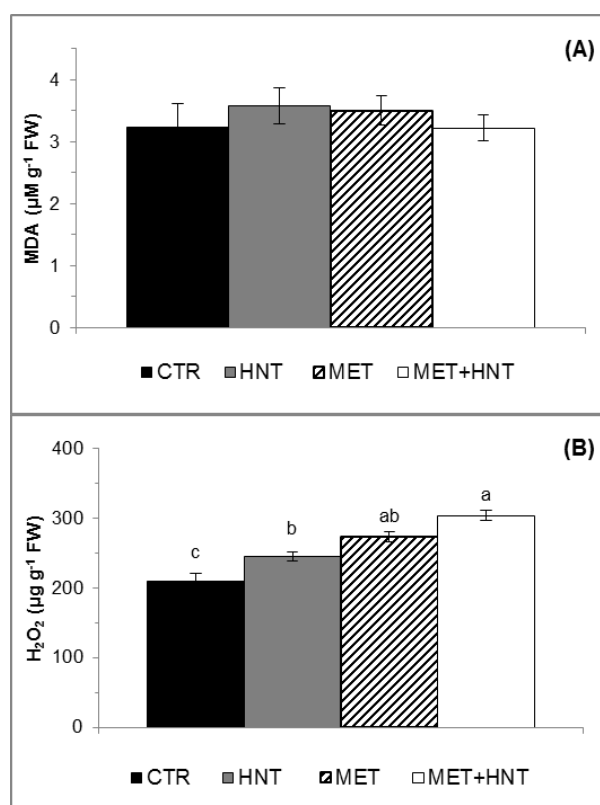 (A)
MDA (µM g⁻¹ FW)
4
3
2
1
0
CTR HNT MET MET+HNT
(B)
H₂O₂ (µg g⁻¹ FW)
400
300
200
100
0
c b ab a
CTR HNT MET MET+HNT